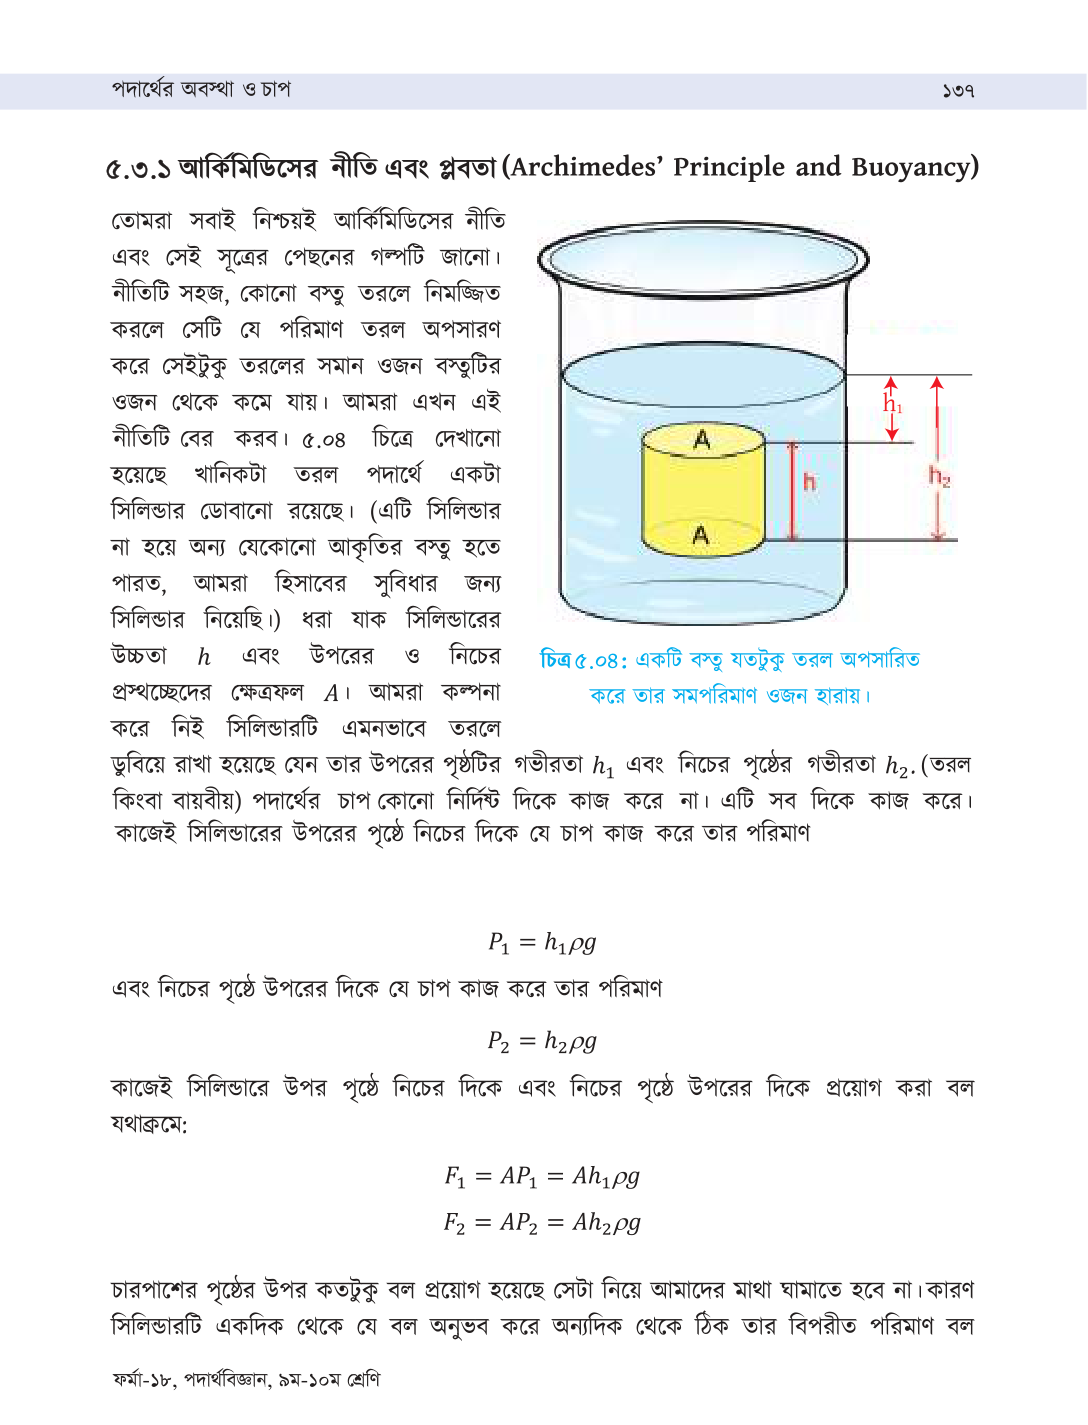 পদার্থের অবস্থা ও চাপ
১৩৭
৫.৩.১ আর্কিমিডিসের নীতি এবং প্লবতা (Archimedes’ Principle and Buoyancy)
তোমরা সবাই নিশ্চয়ই আর্কিমিডিসের নীতি
এবং সেই সূত্রের পেছনের গল্পটি জানো।
নীতিটি সহজ, কোনো বস্তু তরলে নিমজ্জিত
করলে সেটি যে পরিমাণ তরল অপসারণ
করে সেইটুকু তরলের সমান ওজন বস্তুটির
ওজন থেকে কমে যায়। আমরা এখন এই
নীতিটি বের করব। ৫.০৪ চিত্রে দেখানো
হয়েছে খানিকটা তরল পদার্থে একটা
সিলিন্ডার ডোবানো রয়েছে। (এটি সিলিন্ডার
না হয়ে অন্য যেকোনো আকৃতির বস্তু হতে
পারত, আমরা হিসাবের সুবিধার জন্য
সিলিন্ডার নিয়েছি।) ধরা যাক সিলিন্ডারের
উচ্চতা h এবং উপরের ও নিচের
প্রস্থচ্ছেদের ক্ষেত্রফল A। আমরা কল্পনা
করে নিই সিলিন্ডারটি এমনভাবে তরলে
h₁
A
h
h₂
A
চিত্র ৫.০৪: একটি বস্তু যতটুকু তরল অপসারিত
করে তার সমপরিমাণ ওজন হারায়।
ডুবিয়ে রাখা হয়েছে যেন তার উপরের পৃষ্ঠটির গভীরতা h₁ এবং নিচের পৃষ্ঠের গভীরতা h₂. (তরল
কিংবা বায়বীয়) পদার্থের চাপ কোনো নির্দিষ্ট দিকে কাজ করে না। এটি সব দিকে কাজ করে।
কাজেই সিলিন্ডারের উপরের পৃষ্ঠে নিচের দিকে যে চাপ কাজ করে তার পরিমাণ
P₁ = h₁ρg
এবং নিচের পৃষ্ঠে উপরের দিকে যে চাপ কাজ করে তার পরিমাণ
P₂ = h₂ρg
কাজেই সিলিন্ডারে উপর পৃষ্ঠে নিচের দিকে এবং নিচের পৃষ্ঠে উপরের দিকে প্রয়োগ করা বল
যথাক্রমে:
F₁ = AP₁ = Ah₁ρg
F₂ = AP₂ = Ah₂ρg
চারপাশের পৃষ্ঠের উপর কতটুকু বল প্রয়োগ হয়েছে সেটা নিয়ে আমাদের মাথা ঘামাতে হবে না। কারণ
সিলিন্ডারটি একদিক থেকে যে বল অনুভব করে অন্যদিক থেকে ঠিক তার বিপরীত পরিমাণ বল
ফর্মা-১৮, পদার্থবিজ্ঞান, ৯ম-১০ম শ্রেণি